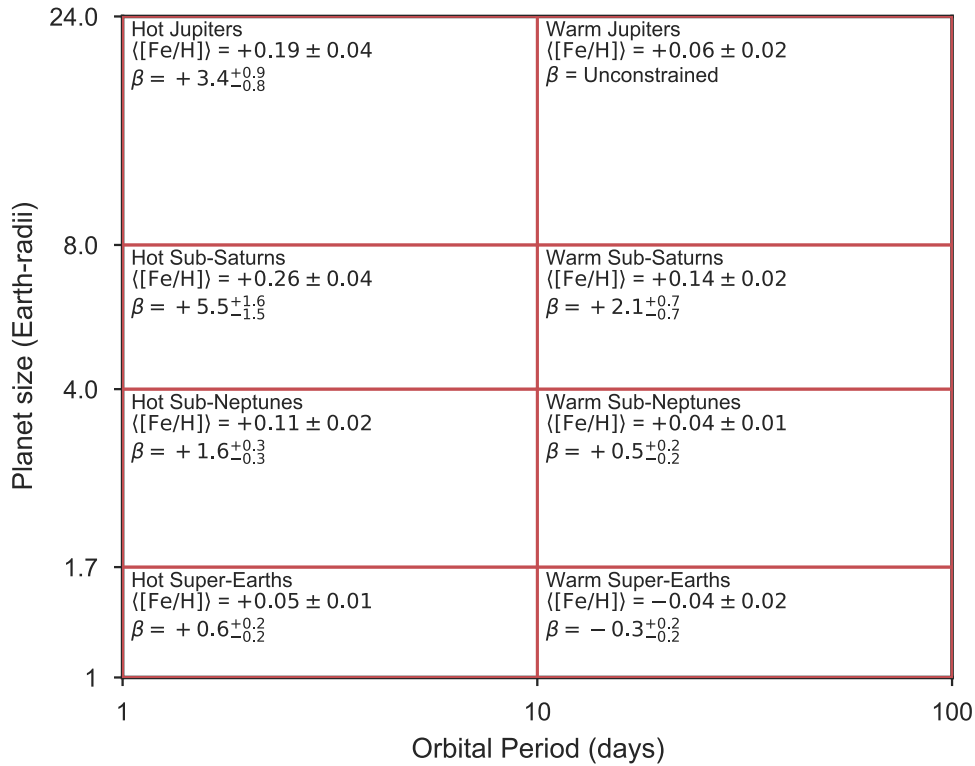 24.0
Hot Jupiters
⟨[Fe/H]⟩ = +0.19 ± 0.04
β = + 3.4 +0.9 −0.8
Warm Jupiters
⟨[Fe/H]⟩ = +0.06 ± 0.02
β = Unconstrained
8.0
Hot Sub-Saturns
⟨[Fe/H]⟩ = +0.26 ± 0.04
β = + 5.5 +1.6 −1.5
Warm Sub-Saturns
⟨[Fe/H]⟩ = +0.14 ± 0.02
β = + 2.1 +0.7 −0.7
4.0
Hot Sub-Neptunes
⟨[Fe/H]⟩ = +0.11 ± 0.02
β = + 1.6 +0.3 −0.3
Warm Sub-Neptunes
⟨[Fe/H]⟩ = +0.04 ± 0.01
β = + 0.5 +0.2 −0.2
1.7
Hot Super-Earths
⟨[Fe/H]⟩ = +0.05 ± 0.01
β = + 0.6 +0.2 −0.2
Warm Super-Earths
⟨[Fe/H]⟩ = −0.04 ± 0.02
β = − 0.3 +0.2 −0.2
1
Planet size (Earth-radii)
1 10 100
Orbital Period (days)